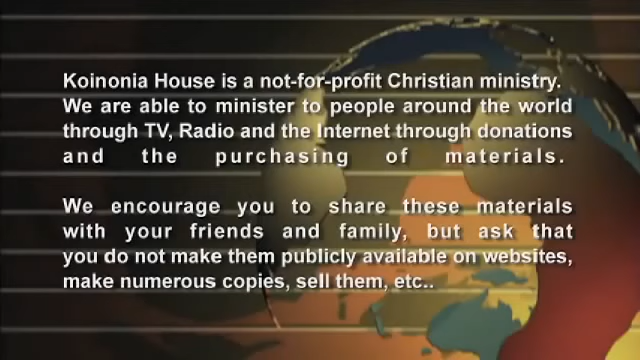 Koinonia House is a not-for-profit Christian ministry.
We are able to minister to people around the world
through TV, Radio and the Internet through donations
and the purchasing of materials.
We encourage you to share these materials
with your friends and family, but ask that
you do not make them publicly available on websites,
make numerous copies, sell them, etc..